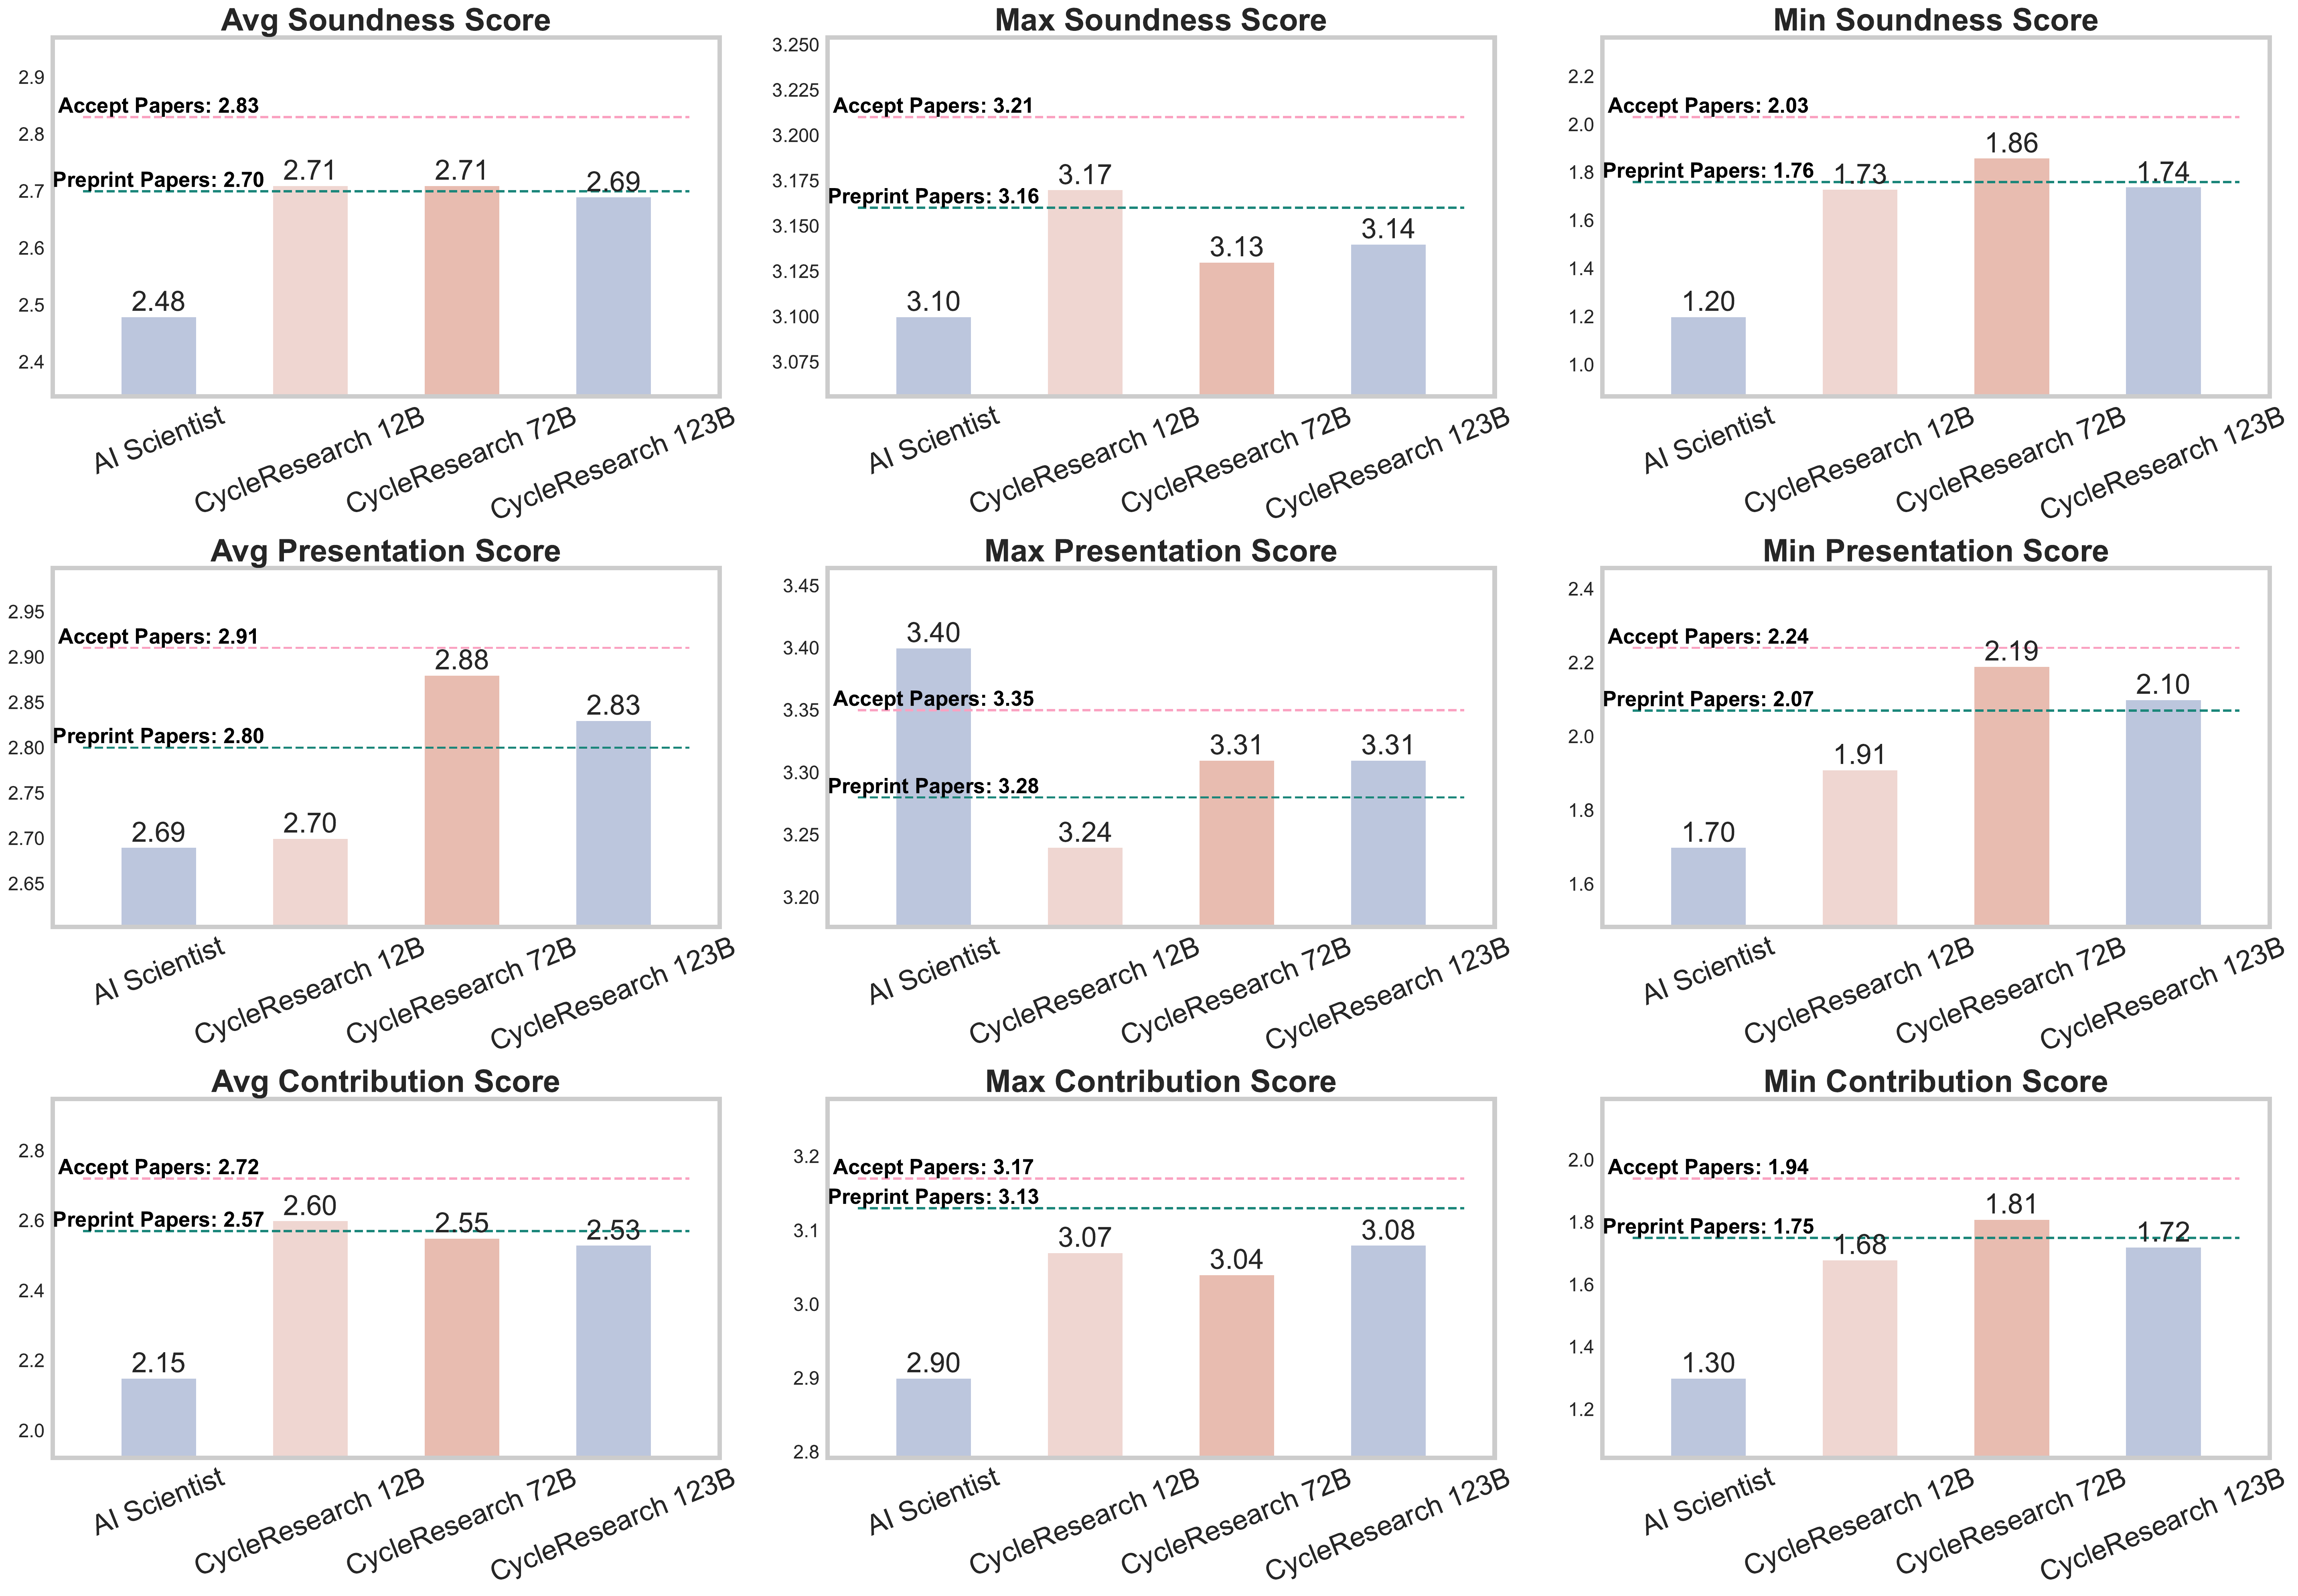 Avg Soundness Score
2.9
2.8
2.7
2.6
2.5
2.4
Accept Papers: 2.83
Preprint Papers: 2.70
2.48
2.71
2.71
2.69
AI Scientist
CycleResearch 12B
CycleResearch 72B
CycleResearch 123B
Max Soundness Score
3.250
3.225
3.200
3.175
3.150
3.125
3.100
3.075
Accept Papers: 3.21
Preprint Papers: 3.16
3.10
3.17
3.13
3.14
AI Scientist
CycleResearch 12B
CycleResearch 72B
CycleResearch 123B
Min Soundness Score
2.2
2.0
1.8
1.6
1.4
1.2
1.0
Accept Papers: 2.03
Preprint Papers: 1.76
1.20
1.73
1.86
1.74
AI Scientist
CycleResearch 12B
CycleResearch 72B
CycleResearch 123B
Avg Presentation Score
2.95
2.90
2.85
2.80
2.75
2.70
2.65
Accept Papers: 2.91
Preprint Papers: 2.80
2.69
2.70
2.88
2.83
AI Scientist
CycleResearch 12B
CycleResearch 72B
CycleResearch 123B
Max Presentation Score
3.45
3.40
3.35
3.30
3.25
3.20
Accept Papers: 3.35
Preprint Papers: 3.28
3.40
3.24
3.31
3.31
AI Scientist
CycleResearch 12B
CycleResearch 72B
CycleResearch 123B
Min Presentation Score
2.4
2.2
2.0
1.8
1.6
Accept Papers: 2.24
Preprint Papers: 2.07
1.70
1.91
2.19
2.10
AI Scientist
CycleResearch 12B
CycleResearch 72B
CycleResearch 123B
Avg Contribution Score
2.8
2.6
2.4
2.2
2.0
Accept Papers: 2.72
Preprint Papers: 2.57
2.15
2.60
2.55
2.53
AI Scientist
CycleResearch 12B
CycleResearch 72B
CycleResearch 123B
Max Contribution Score
3.2
3.1
3.0
2.9
2.8
Accept Papers: 3.17
Preprint Papers: 3.13
2.90
3.07
3.04
3.08
AI Scientist
CycleResearch 12B
CycleResearch 72B
CycleResearch 123B
Min Contribution Score
2.0
1.8
1.6
1.4
1.2
Accept Papers: 1.94
Preprint Papers: 1.75
1.30
1.68
1.81
1.72
AI Scientist
CycleResearch 12B
CycleResearch 72B
CycleResearch 123B